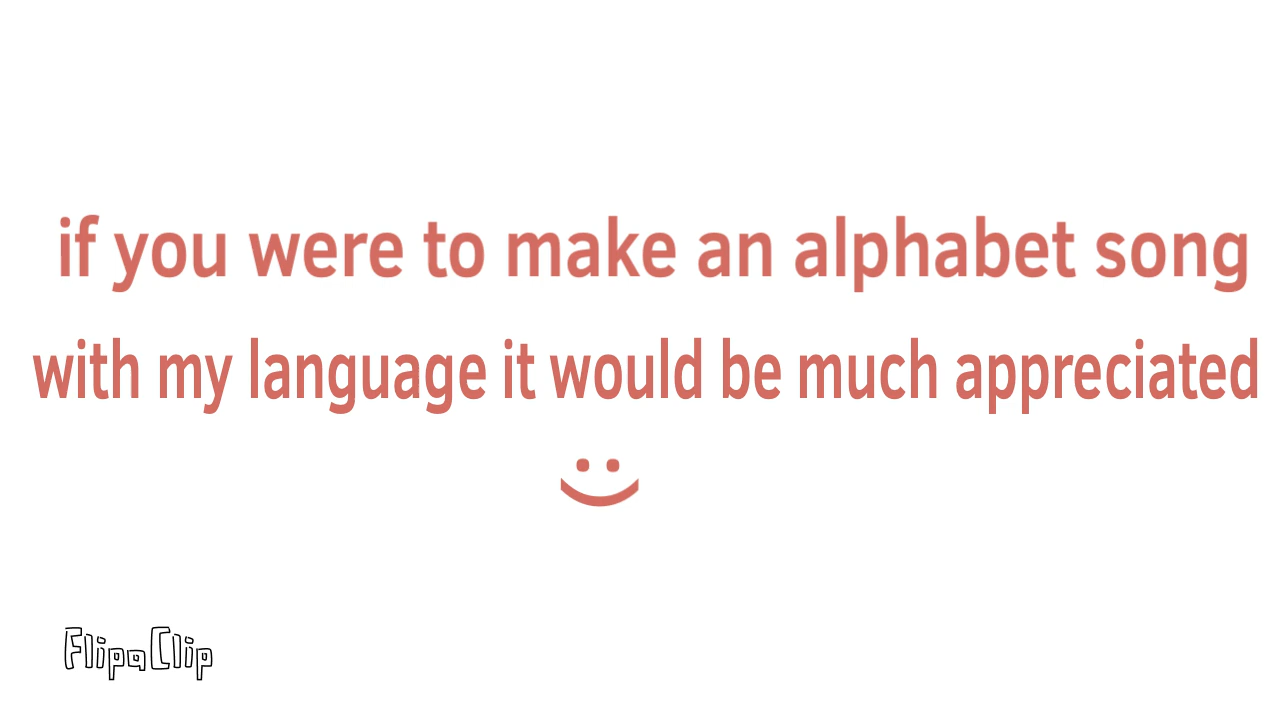 if you were to make an alphabet song
with my language it would be much appreciated
:)
FlipaClip